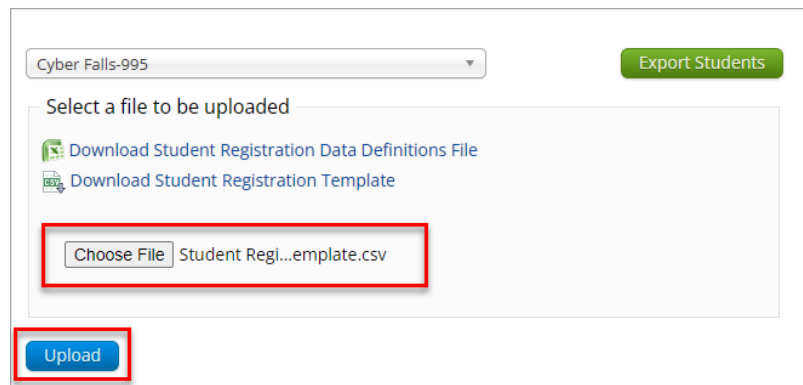 Cyber Falls-995
Export Students
Select a file to be uploaded
Download Student Registration Data Definitions File
Download Student Registration Template
Choose File Student Regi...emplate.csv
Upload